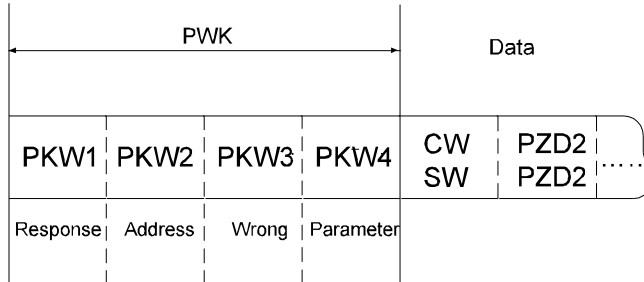 PWK
Data
PKW1 PKW2 PKW3 PKW4 CW PZD2
SW PZD2 .....
Response Address Wrong Parameter